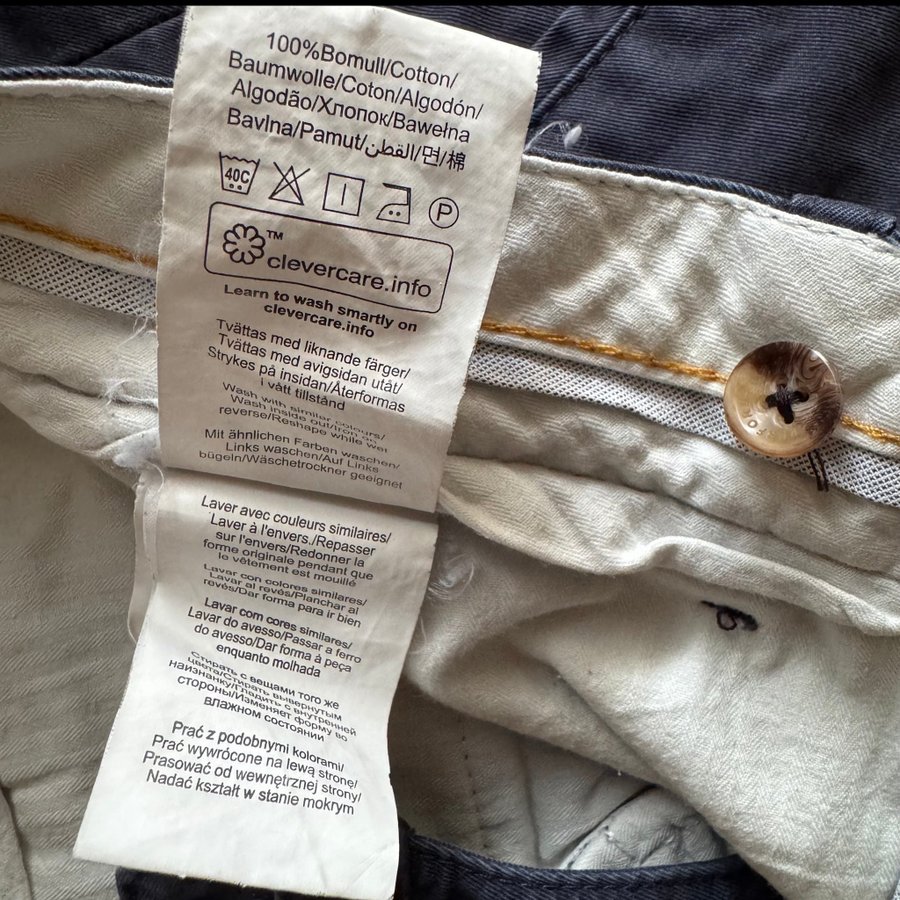 100%Bomull/Cotton/
Baumwolle/Coton/Algodón/
Algodão/Хлопок/Bawełna
Bavlna/Pamut/القطن/면/棉
40C
P
TM
clevercare.info
Learn to wash smartly on
clevercare.info
Tvättas med liknande färger/
Tvättas med avigsidan utåt/
Strykes på insidan/Återformas
i vått tillstånd
Wash with similar colours/
Wash inside out/Iron on
reverse/Reshape while wet
Mit ähnlichen Farben waschen/
Links waschen/Auf Links
bügeln/Wäschetrockner geeignet
Laver avec couleurs similaires/
Laver à l'envers./Repasser
sur l'envers/Redonner la
forme originale pendant que
le vêtement est mouillé
Lavar con colores similares/
Lavar al revés/Planchar al
revés/Dar forma para ir bien
Lavar com cores similares/
Lavar do avesso/Passar a ferro
do avesso/Dar forma à peça
enquanto molhada
Стирать с вещами того же
цвета/Стирать вывернутым
наизнанку/Гладить с внутренней
стороны/Изменяет форму во
влажном состоянии
Prać z podobnymi kolorami/
Prać wywrócone na lewą stronę/
Prasować od wewnętrznej strony/
Nadać kształt w stanie mokrym